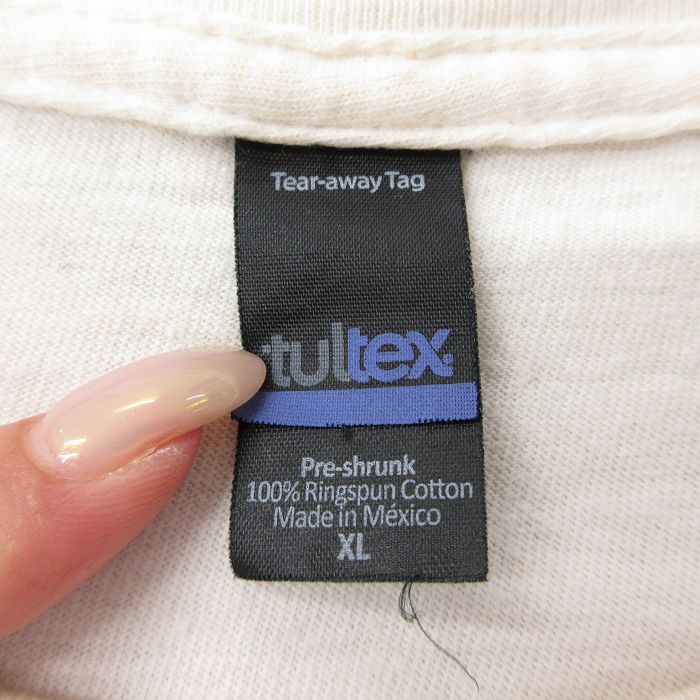 Tear-away Tag
tultex
Pre-shrunk
100% Ringspun Cotton
Made in México
XL